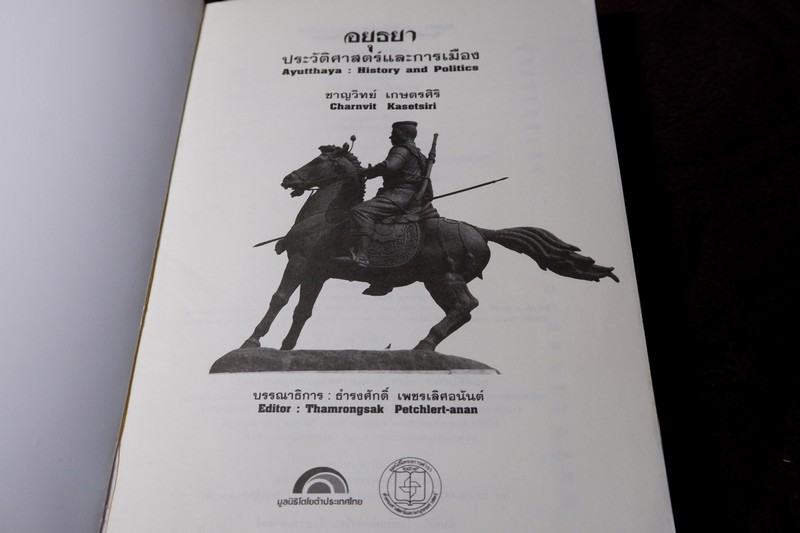 อยุธยา
ประวัติศาสตร์และการเมือง
Ayutthaya : History and Politics
ชาญวิทย์ เกษตรศิริ
Charnvit Kasetsiri
บรรณาธิการ : ธำรงศักดิ์ เพชรเลิศอนันต์
Editor : Thamrongsak Petchlert-anan
มูลนิธิโตโยต้าประเทศไทย